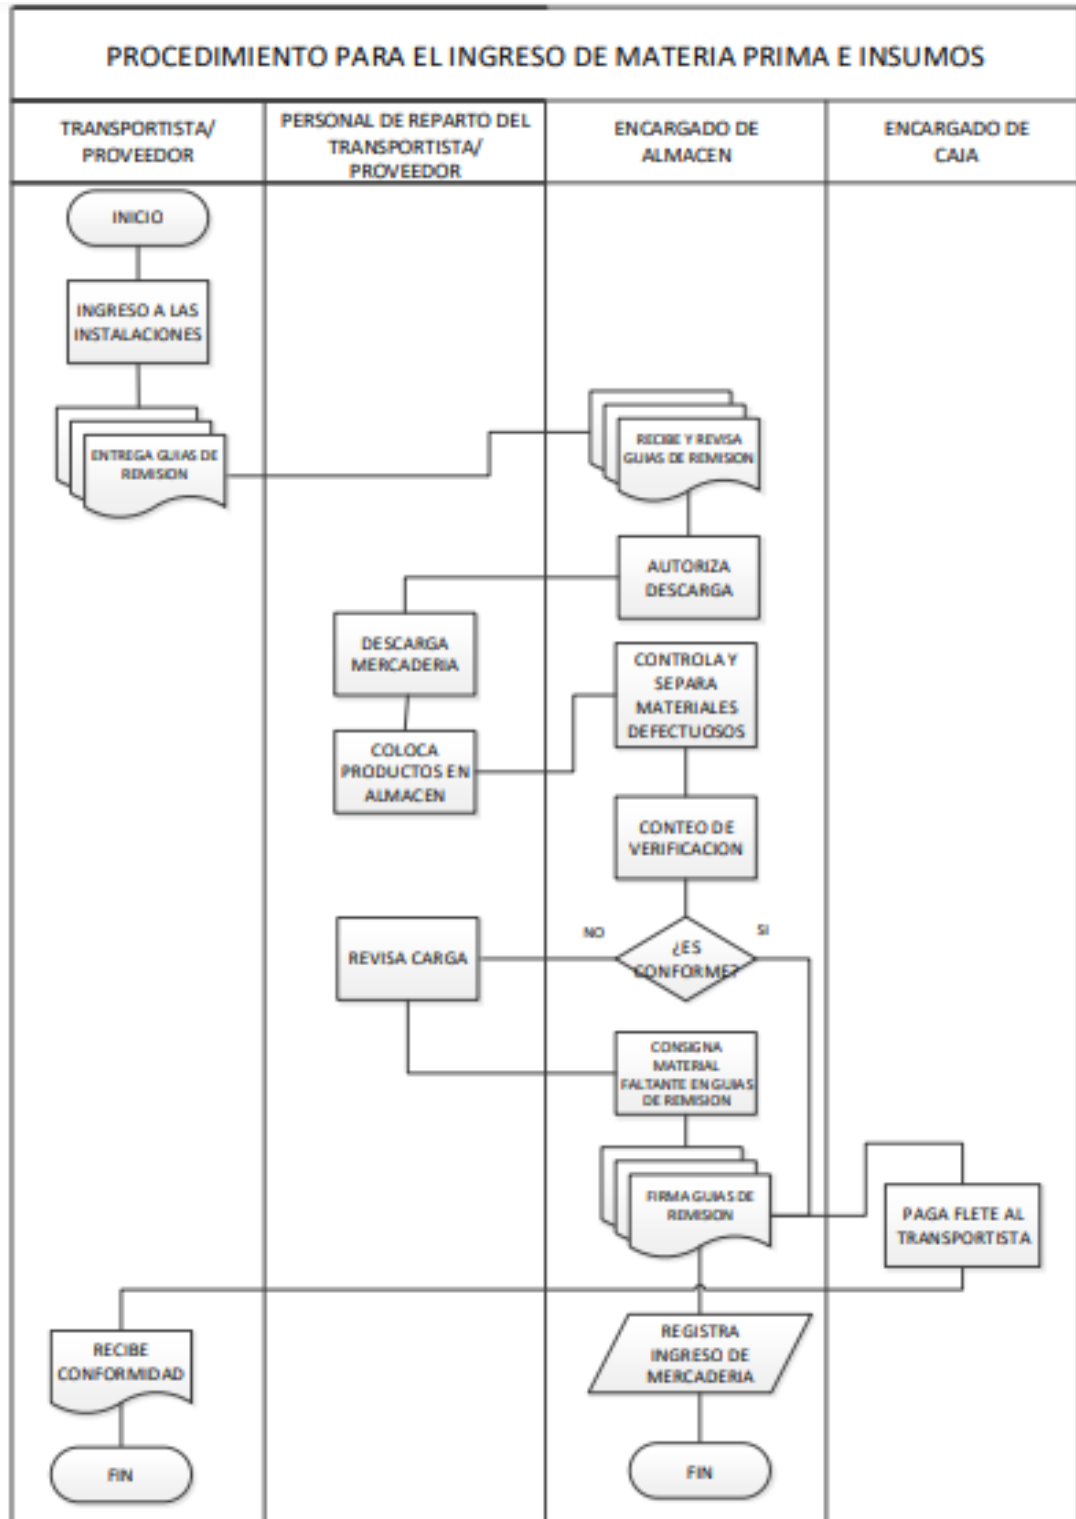 PROCEDIMIENTO PARA EL INGRESO DE MATERIA PRIMA E INSUMOS
TRANSPORTISTA/
PROVEEDOR
PERSONAL DE REPARTO DEL
TRANSPORTISTA/
PROVEEDOR
ENCARGADO DE
ALMACEN
ENCARGADO DE
CAJA
INICIO
INGRESO A LAS
INSTALACIONES
ENTREGA GUIAS DE
REMISION
RECIBE Y REVISA
GUIAS DE REMISION
AUTORIZA
DESCARGA
DESCARGA
MERCADERIA
COLOCA
PRODUCTOS EN
ALMACEN
CONTROLA Y
SEPARA
MATERIALES
DEFECTUOSOS
CONTEO DE
VERIFICACION
¿ES
CONFORME?
NO
SI
REVISA CARGA
CONSIGNA
MATERIAL
FALTANTE EN GUIAS
DE REMISION
FIRMA GUIAS DE
REMISION
PAGA FLETE AL
TRANSPORTISTA
RECIBE
CONFORMIDAD
REGISTRA
INGRESO DE
MERCADERIA
FIN
FIN